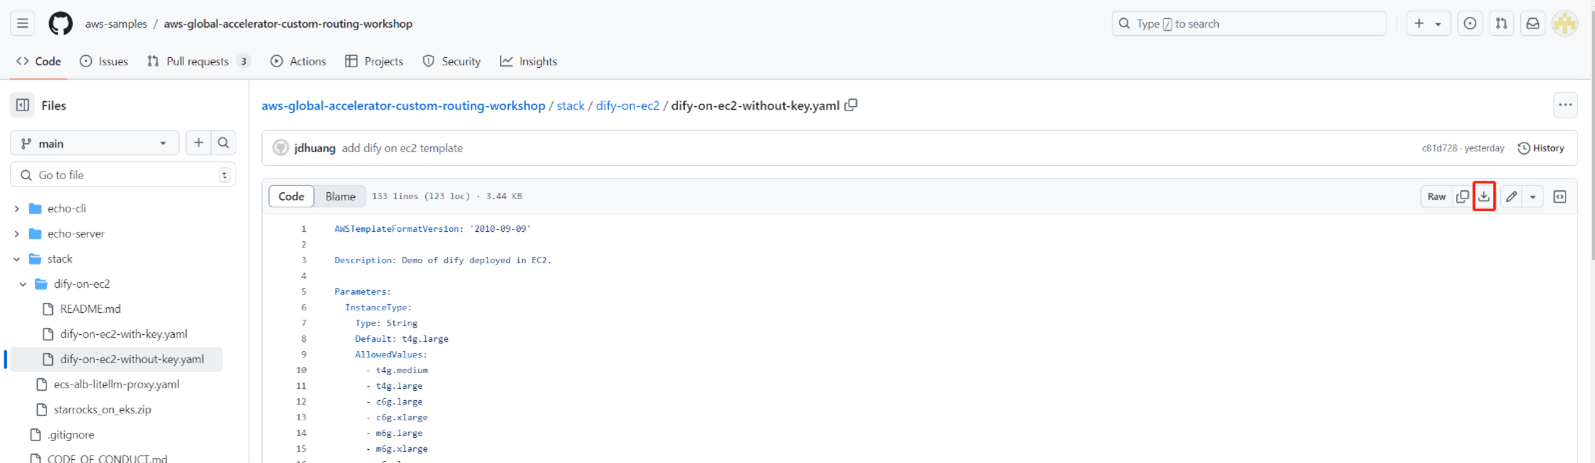 aws-samples / aws-global-accelerator-custom-routing-workshop
Type / to search
Code Issues Pull requests 3 Actions Projects Security Insights
Files
main
Go to file t
echo-cli
echo-server
stack
dify-on-ec2
README.md
dify-on-ec2-with-key.yaml
dify-on-ec2-without-key.yaml
ecs-alb-litellm-proxy.yaml
starrocks_on_eks.zip
.gitignore
CODE_OF_CONDUCT.md
aws-global-accelerator-custom-routing-workshop / stack / dify-on-ec2 / dify-on-ec2-without-key.yaml
jdhuang add dify on ec2 template c81d728 · yesterday History
Code Blame 133 lines (123 loc) · 3.44 KB Raw
1 AWSTemplateFormatVersion: '2010-09-09'
2
3 Description: Demo of dify deployed in EC2.
4
5 Parameters:
6 InstanceType:
7 Type: String
8 Default: t4g.large
9 AllowedValues:
10 - t4g.medium
11 - t4g.large
12 - c6g.large
13 - c6g.xlarge
14 - m6g.large
15 - m6g.xlarge